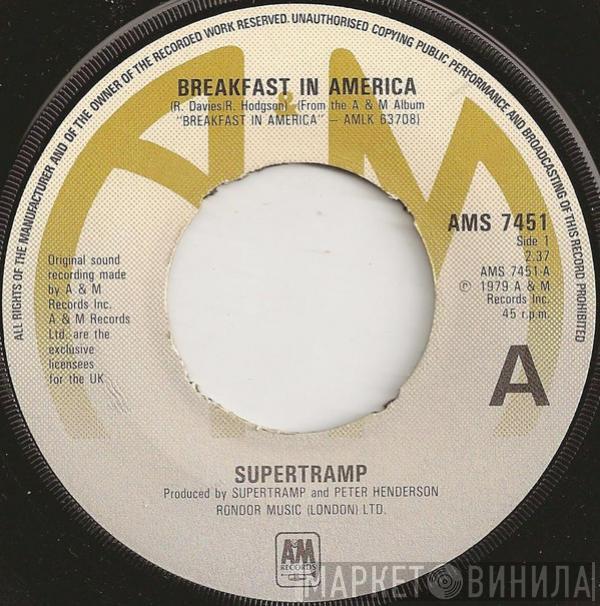 ALL RIGHTS OF THE MANUFACTURER AND OF THE OWNER OF THE RECORDED WORK RESERVED. UNAUTHORISED COPYING PUBLIC PERFORMANCE AND BROADCASTING OF THIS RECORD PROHIBITED
BREAKFAST IN AMERICA
(R. Davies/R. Hodgson) (From the A & M Album
"BREAKFAST IN AMERICA" – AMLK 63708)
Original sound
recording made
by A & M
Records Inc.
A & M Records
Ltd. are the
exclusive
licensees
for the UK
AMS 7451
Side 1
2.37
AMS 7451-A
℗ 1979 A & M
Records Inc.
45 r.p.m.
A
SUPERTRAMP
Produced by SUPERTRAMP and PETER HENDERSON
RONDOR MUSIC (LONDON) LTD.
AM
RECORDS
МАРКЕТ ВИНИЛА